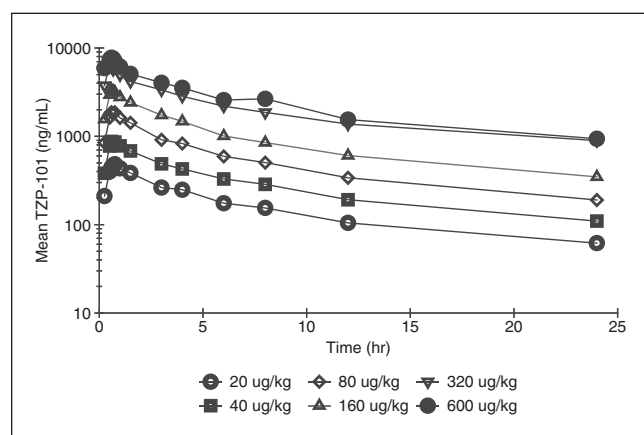 Mean TZP-101 (ng/mL)
10000
1000
100
10
0 5 10 15 20 25
Time (hr)
20 ug/kg 80 ug/kg 320 ug/kg
40 ug/kg 160 ug/kg 600 ug/kg